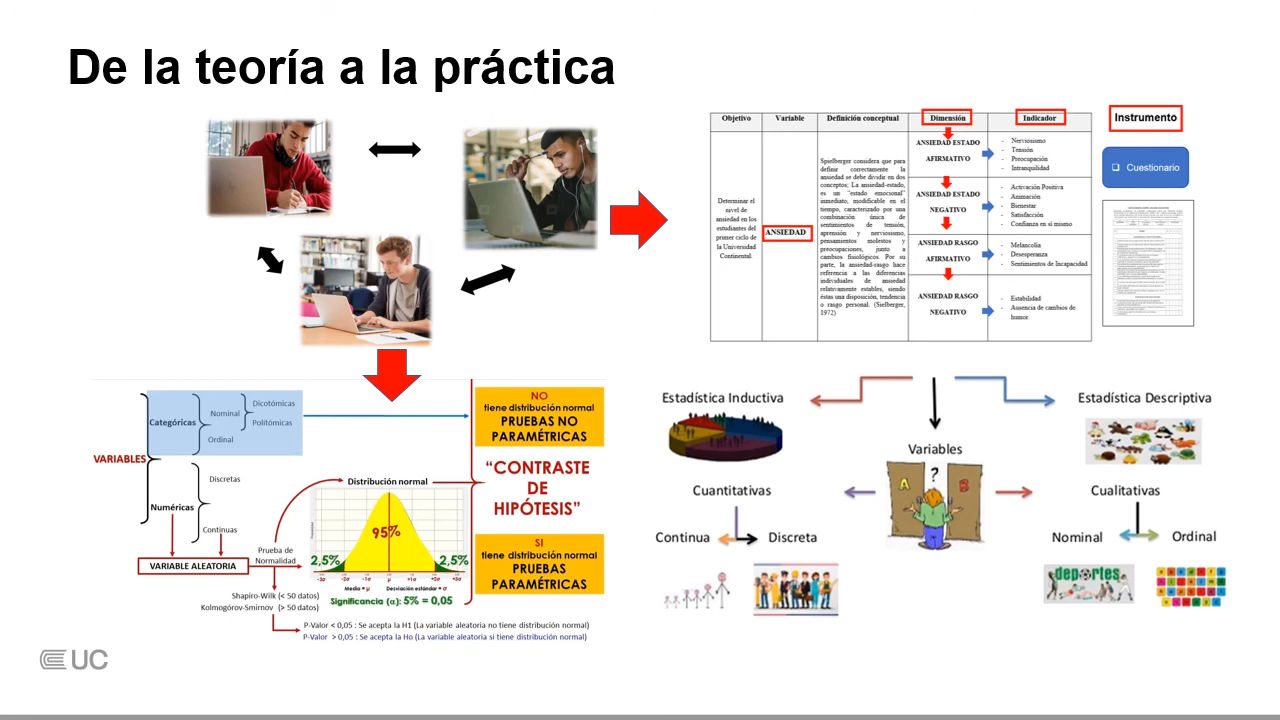 De la teoría a la práctica
Objetivo
Variable
Definición conceptual
Dimensión
Indicador
Instrumento
Determinar el
nivel de
ansiedad en los
estudiantes del
primer ciclo de
la Universidad
Continental.
ANSIEDAD
Spielberger considera que para
definir correctamente la
ansiedad se debe dividir en dos
conceptos; La ansiedad-estado,
es un “estado emocional”
inmediato, modificable en el
tiempo, caracterizado por una
combinación única de
sentimientos de tensión,
aprensión y nerviosismo,
pensamientos molestos y
preocupaciones, junto a
cambios fisiológicos. Por su
parte, la ansiedad-rasgo hace
referencia a las diferencias
individuales de ansiedad
relativamente estables, siendo
éstas una disposición, tendencia
o rasgo personal. (Sielberger,
1972)
ANSIEDAD ESTADO
AFIRMATIVO
- Nerviosismo
- Tensión
- Preocupación
- Intranquilidad
ANSIEDAD ESTADO
NEGATIVO
- Activación Positiva
- Animación
- Bienestar
- Satisfacción
- Confianza en sí mismo
ANSIEDAD RASGO
AFIRMATIVO
- Melancolía
- Desesperanza
- Sentimientos de Incapacidad
ANSIEDAD RASGO
NEGATIVO
- Estabilidad
- Ausencia de cambios de
humor.
❑ Cuestionario
VARIABLES
Categóricas
Nominal
Dicotómicas
Politómicas
Ordinal
Numéricas
Discretas
Continuas
VARIABLE ALEATORIA
Prueba de
Normalidad
Shapiro-Wilk (< 50 datos)
Kolmogórov-Smirnov (> 50 datos)
Distribución normal
95%
2,5%
2,5%
-3σ -2σ -1σ μ +1σ +2σ +3σ
Media = μ Desviación estándar = σ
Significancia (α): 5% = 0,05
P-Valor < 0,05 : Se acepta la H1 (La variable aleatoria no tiene distribución normal)
P-Valor > 0,05 : Se acepta la Ho (La variable aleatoria si tiene distribución normal)
NO
tiene distribución normal
PRUEBAS NO
PARAMÉTRICAS
“CONTRASTE
DE
HIPÓTESIS”
SI
tiene distribución normal
PRUEBAS
PARAMÉTRICAS
Estadística Inductiva
Estadística Descriptiva
Variables
A
?
B
Cuantitativas
Cualitativas
Continua
Discreta
Nominal
Ordinal
deportes
UC